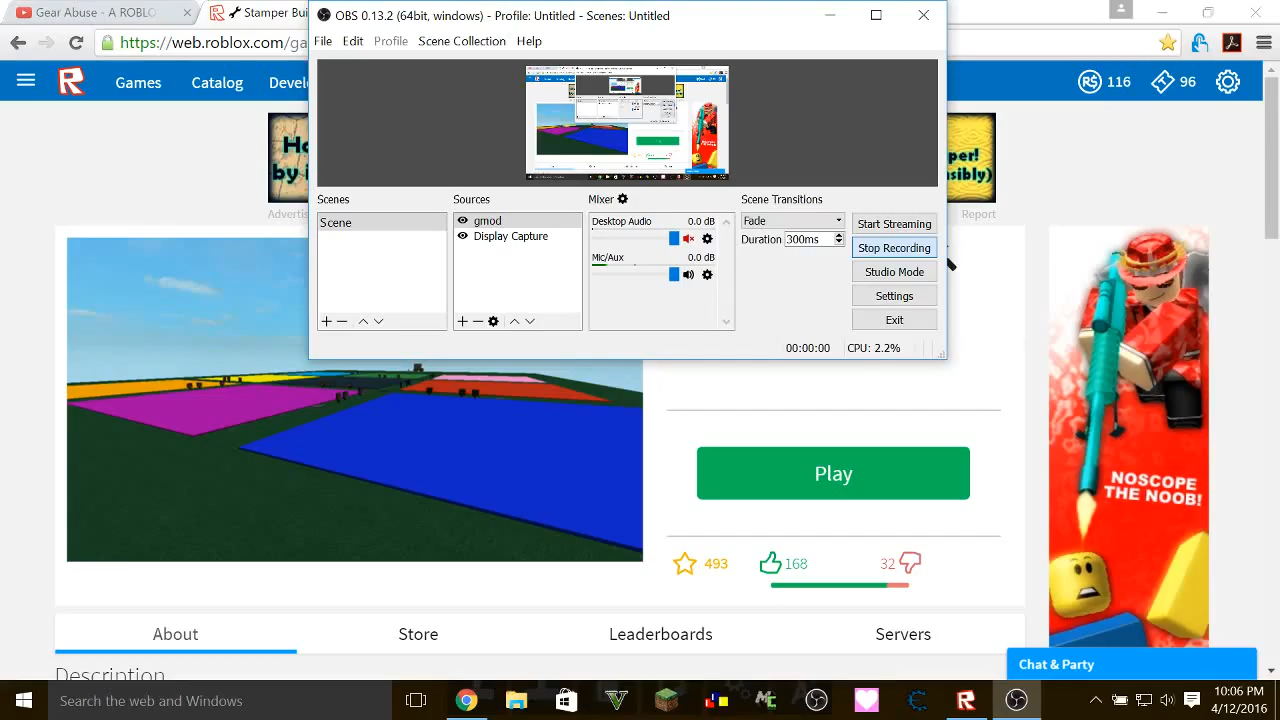 Gear Abuse - A ROBLO
Stamper Bui
OBS 0.13.2 (64bit, windows) - Profile: Untitled - Scenes: Untitled
https://web.roblox.com/ga
File Edit Profile Scene Collection Help
Games Catalog Devel
116 96
Ho
by i
per!
sibly)
Advertis
Report
Scenes Sources Mixer Scene Transitions
Scene
gmod
Display Capture
Desktop Audio 0.0 dB
Mic/Aux 0.0 dB
Fade
Duration 300ms
Start Streaming
Stop Recording
Studio Mode
Settings
Exit
00:00:00 CPU: 2.2%
NOSCOPE
THE NOOB!
Play
493 168 32
About Store Leaderboards Servers
Description
Chat & Party
Search the web and Windows
10:06 PM
4/12/2016